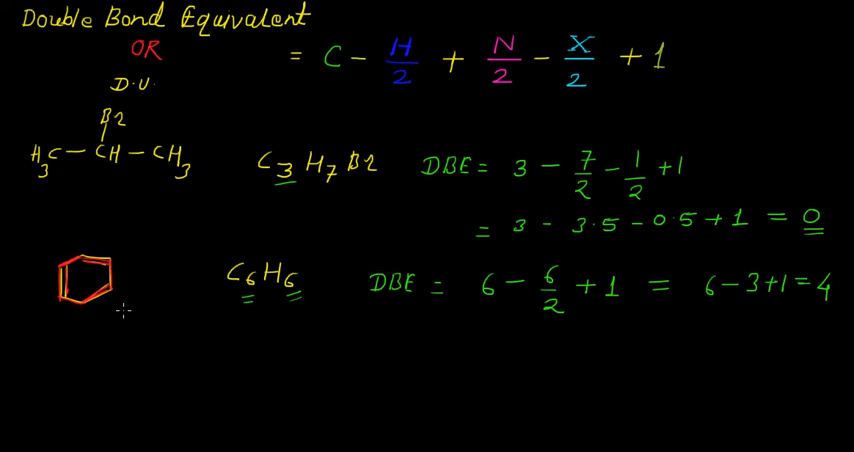 Double Bond Equivalent
OR
D.U.
= C - H/2 + N/2 - X/2 + 1
Br
H3C - CH - CH3
C3H7Br
DBE = 3 - 7/2 - 1/2 + 1
= 3 - 3.5 - 0.5 + 1 = 0
C6H6
DBE = 6 - 6/2 + 1 = 6 - 3 + 1 = 4